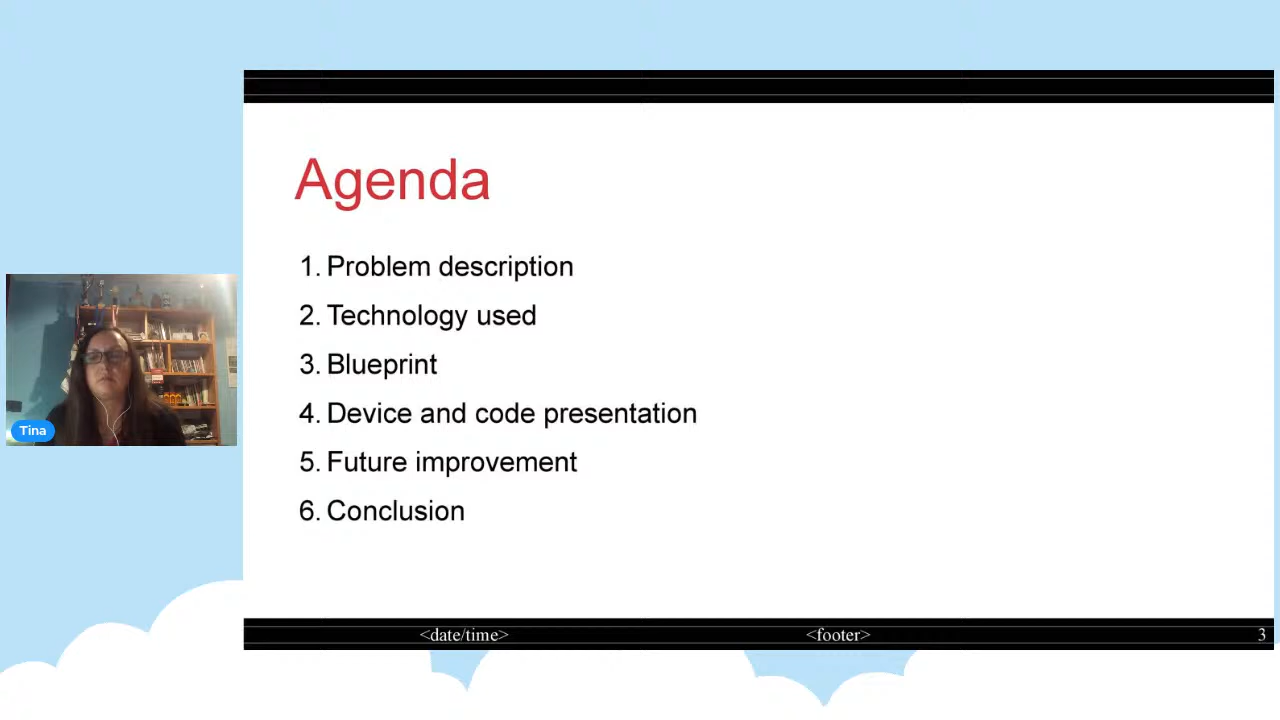 Agenda
1. Problem description
2. Technology used
3. Blueprint
4. Device and code presentation
5. Future improvement
6. Conclusion
Tina
<date/time> <footer> 3